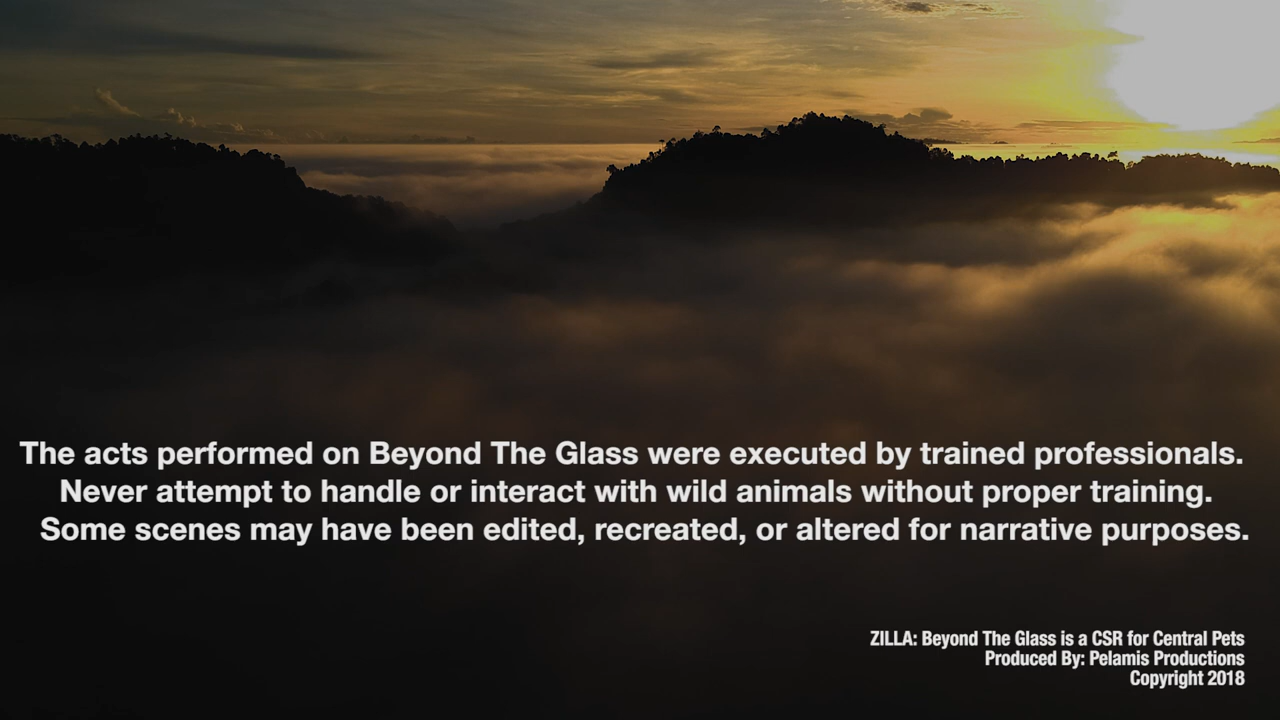 The acts performed on Beyond The Glass were executed by trained professionals.
Never attempt to handle or interact with wild animals without proper training.
Some scenes may have been edited, recreated, or altered for narrative purposes.
ZILLA: Beyond The Glass is a CSR for Central Pets
Produced By: Pelamis Productions
Copyright 2018